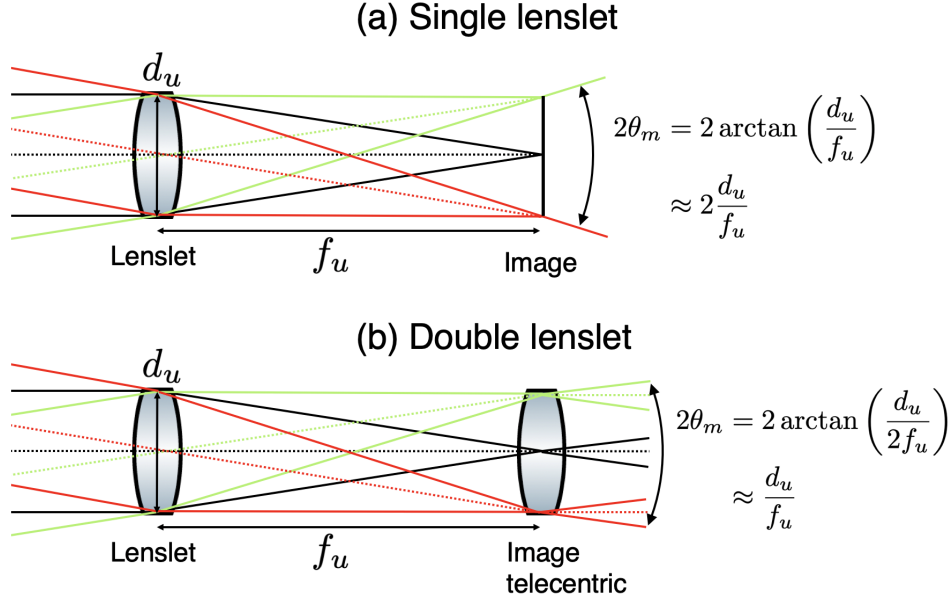 (a) Single lenslet
d_u
2θ_m = 2 arctan (d_u / f_u)
≈ 2 d_u / f_u
f_u
Lenslet
Image
(b) Double lenslet
d_u
2θ_m = 2 arctan (d_u / 2f_u)
≈ d_u / f_u
f_u
Lenslet
Image
telecentric